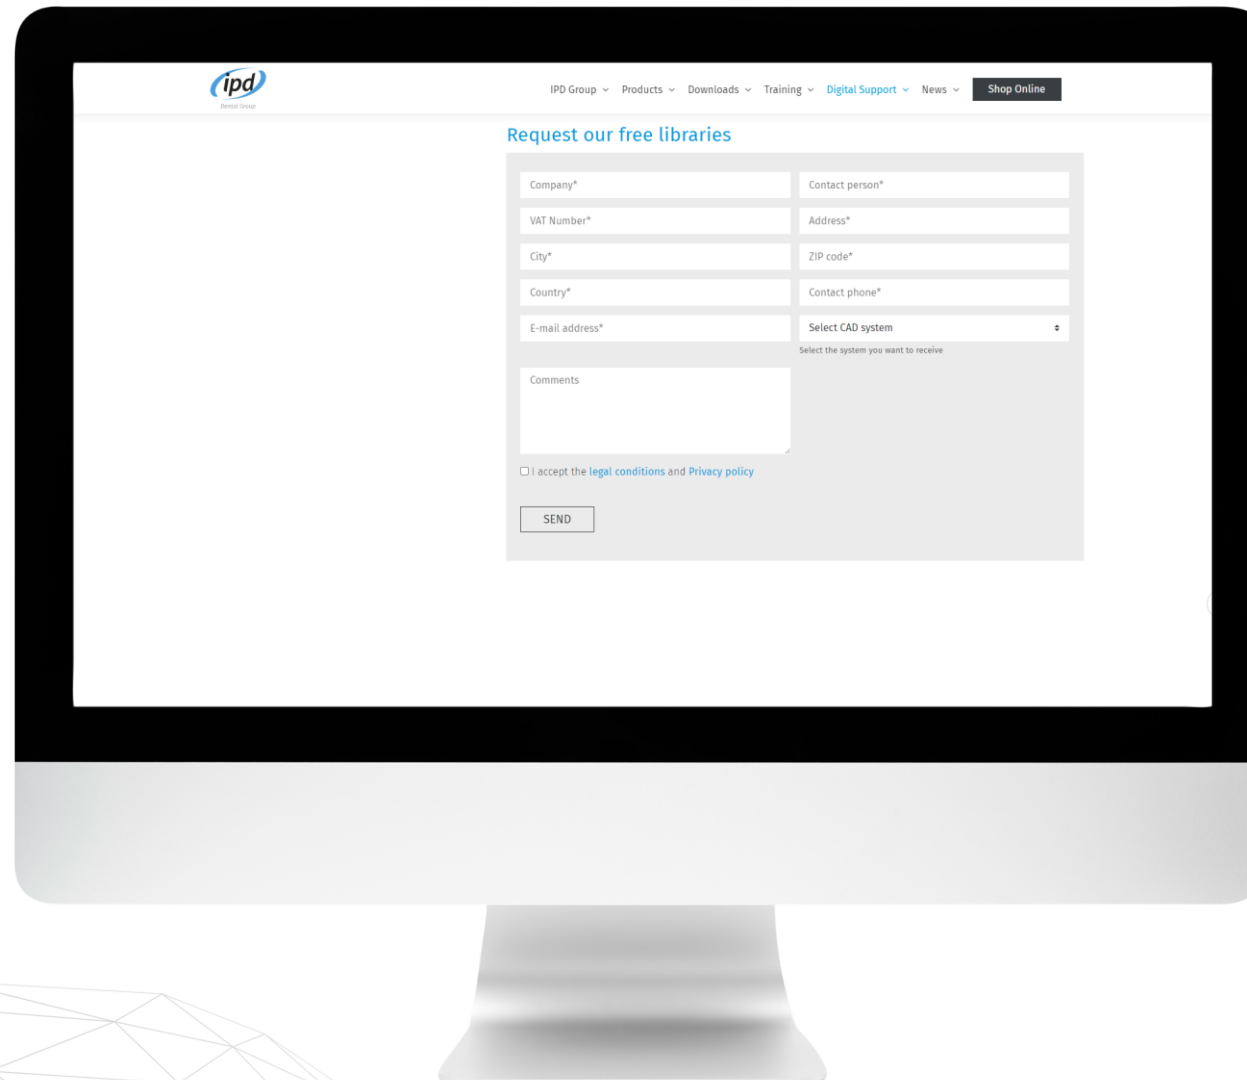 ipd
Dental Group
IPD Group Products Downloads Training Digital Support News Shop Online
Request our free libraries
Company* Contact person*
VAT Number* Address*
City* ZIP code*
Country* Contact phone*
E-mail address* Select CAD system
Select the system you want to receive
Comments
I accept the legal conditions and Privacy policy
SEND